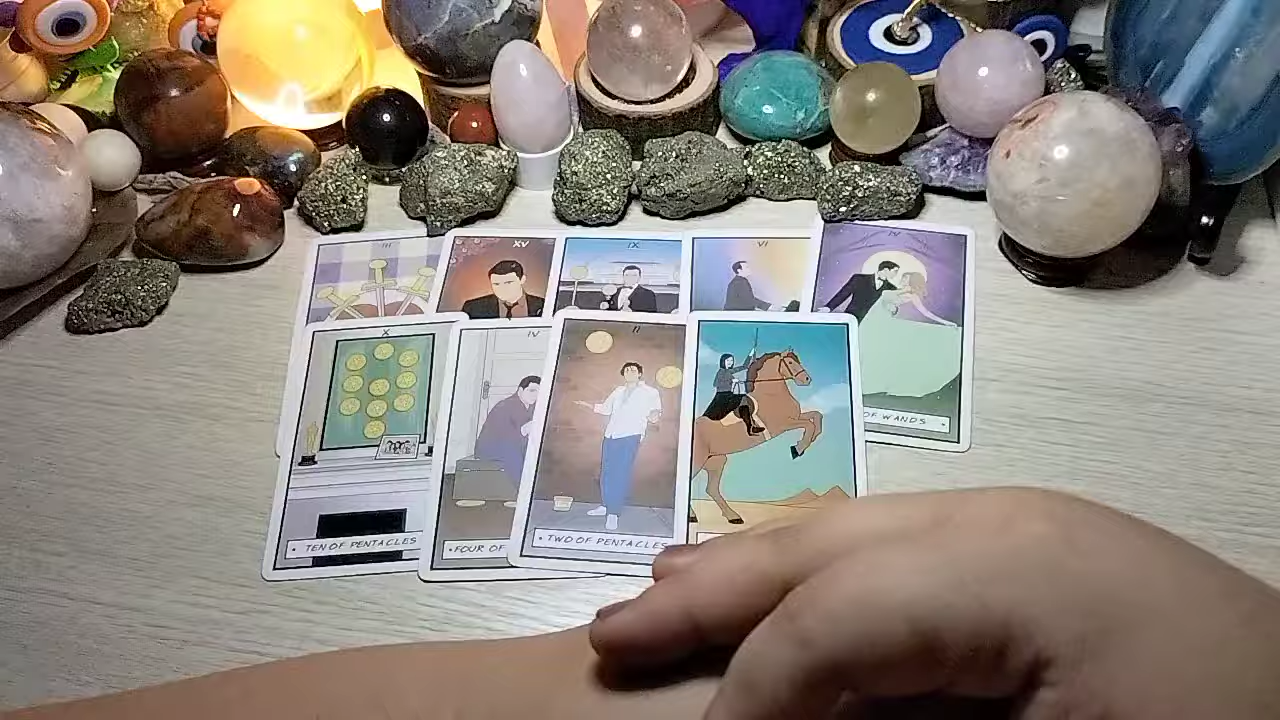 III
XV
IX
VI
IV
OF WANDS •
X
• TEN OF PENTACLES
IV
• FOUR OF
II
• TWO OF PENTACLES